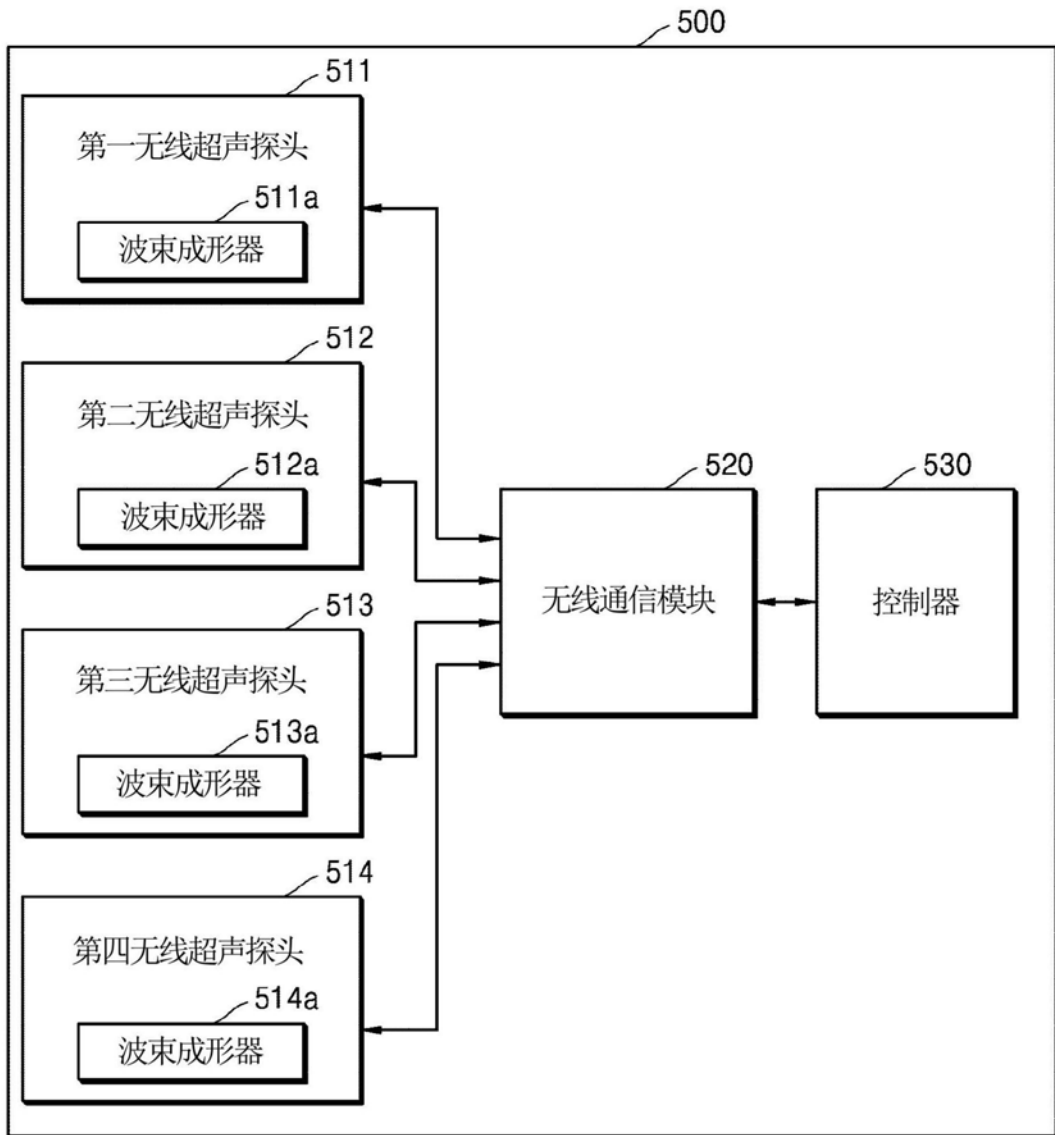 500
511
第一无线超声探头
511a
波束成形器
512
第二无线超声探头
512a
波束成形器
513
第三无线超声探头
513a
波束成形器
514
第四无线超声探头
514a
波束成形器
520
无线通信模块
530
控制器